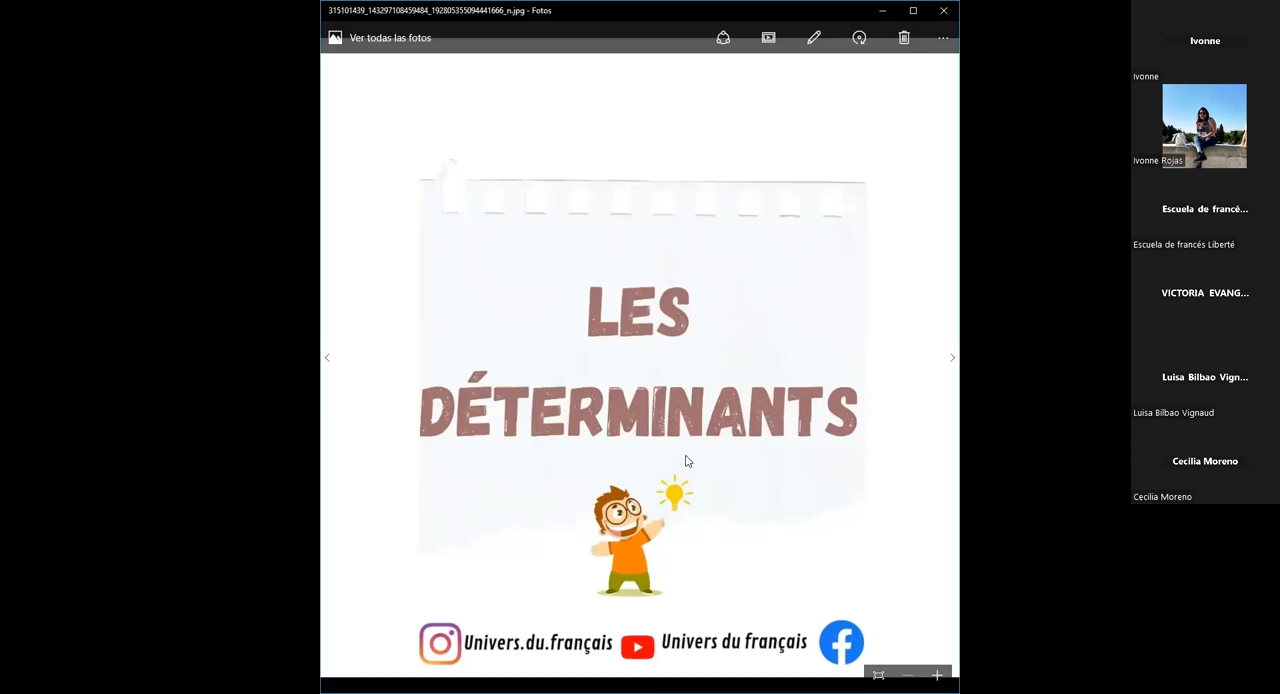 315101439_143297108459484_192805355094441666_n.jpg - Fotos
Ver todas las fotos
LES
DÉTERMINANTS
Univers.du.français
Univers du français
Ivonne
Ivonne
Ivonne Rojas
Escuela de francé...
Escuela de francés Liberté
VICTORIA EVANG...
Luisa Bilbao Vign...
Luisa Bilbao Vignaud
Cecilia Moreno
Cecilia Moreno